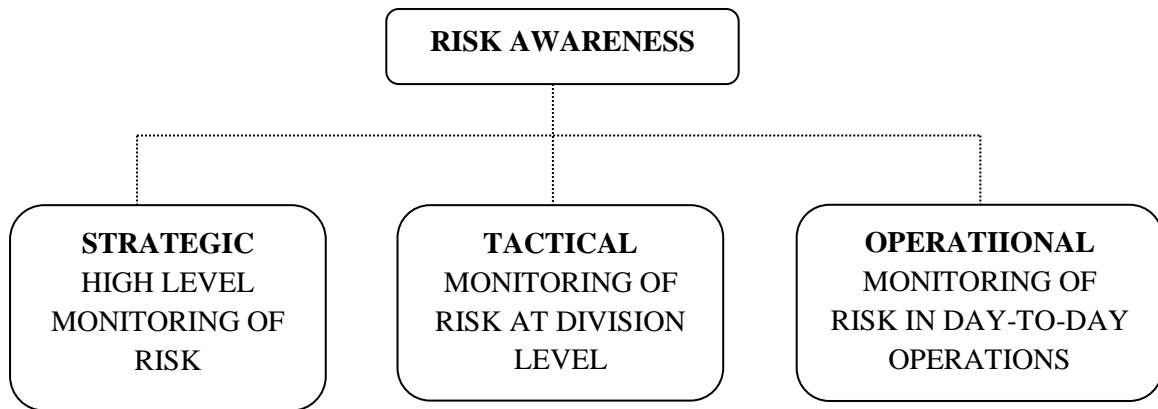 RISK AWARENESS
STRATEGIC
HIGH LEVEL
MONITORING OF
RISK
TACTICAL
MONITORING OF
RISK AT DIVISION
LEVEL
OPERATIIONAL
MONITORING OF
RISK IN DAY-TO-DAY
OPERATIONS